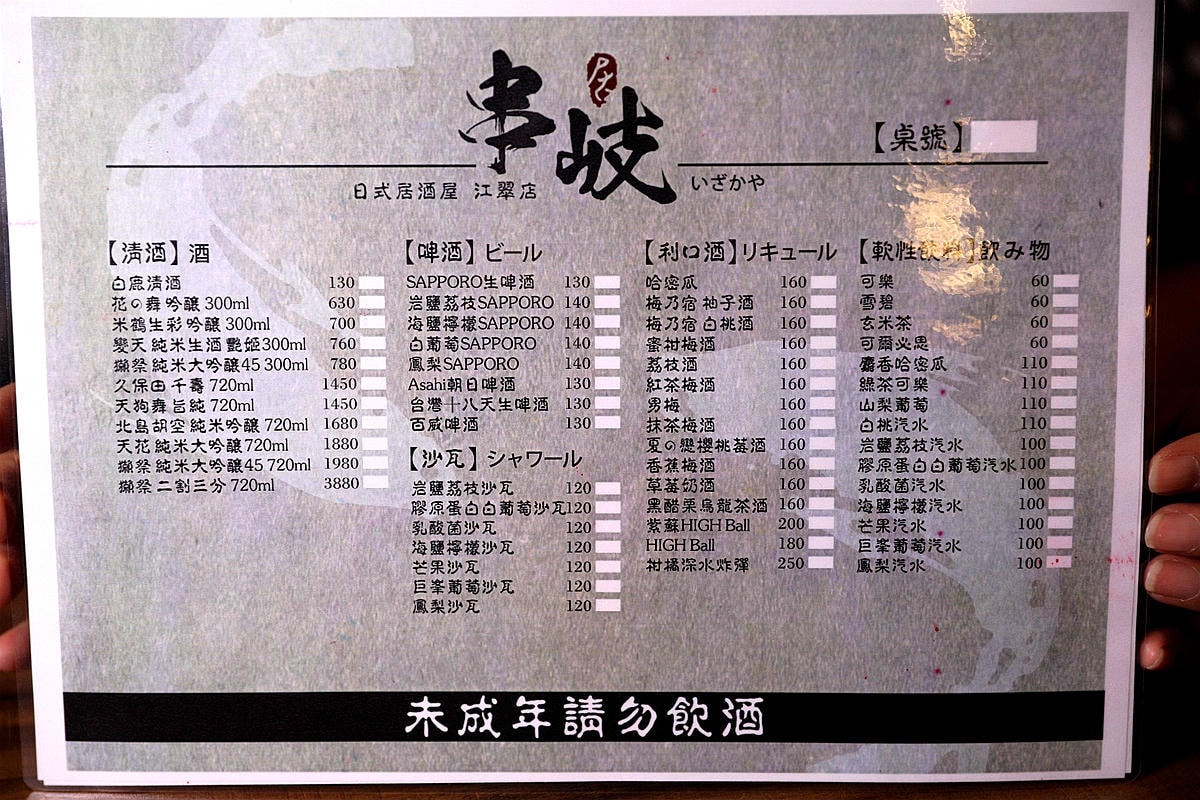 串岐
居
【桌號】
日式居酒屋 江翠店
いざかや
【清酒】酒
白鹿清酒 130
花の舞吟釀 300ml 630
米鶴生彩吟釀 300ml 700
變天純米生酒 艷姬300ml 760
獺祭純米大吟釀45 300ml 780
久保田千壽 720ml 1450
天狗舞旨純 720ml 1450
北島胡空純米吟釀 720ml 1680
天花純米大吟釀720ml 1880
獺祭純米大吟釀45 720ml 1980
獺祭二割三分 720ml 3880
【啤酒】ビール
SAPPORO生啤酒 130
岩鹽荔枝SAPPORO 140
海鹽檸檬SAPPORO 140
白葡萄SAPPORO 140
鳳梨SAPPORO 140
Asahi朝日啤酒 130
台灣十八天生啤酒 130
百威啤酒 130
【沙瓦】シャワール
岩鹽荔枝沙瓦 120
膠原蛋白白葡萄沙瓦120
乳酸菌沙瓦 120
海鹽檸檬沙瓦 120
芒果沙瓦 120
巨峯葡萄沙瓦 120
鳳梨沙瓦 120
【利口酒】リキュール
哈密瓜 160
梅乃宿 柚子酒 160
梅乃宿 白桃酒 160
蜜柑梅酒 160
荔枝酒 160
紅茶梅酒 160
男梅 160
抹茶梅酒 160
夏の戀櫻桃莓酒 160
香蕉梅酒 160
草莓奶酒 160
黑醋栗烏龍茶酒 160
紫蘇HIGH Ball 200
HIGH Ball 180
柑橘深水炸彈 250
【軟性飲料】飲み物
可樂 60
雪碧 60
玄米茶 60
可爾必思 60
麝香哈密瓜 110
綠茶可樂 110
山梨葡萄 110
白桃汽水 110
岩鹽荔枝汽水 100
膠原蛋白白葡萄汽水100
乳酸菌汽水 100
海鹽檸檬汽水 100
芒果汽水 100
巨峯葡萄汽水 100
鳳梨汽水 100
未成年請勿飲酒